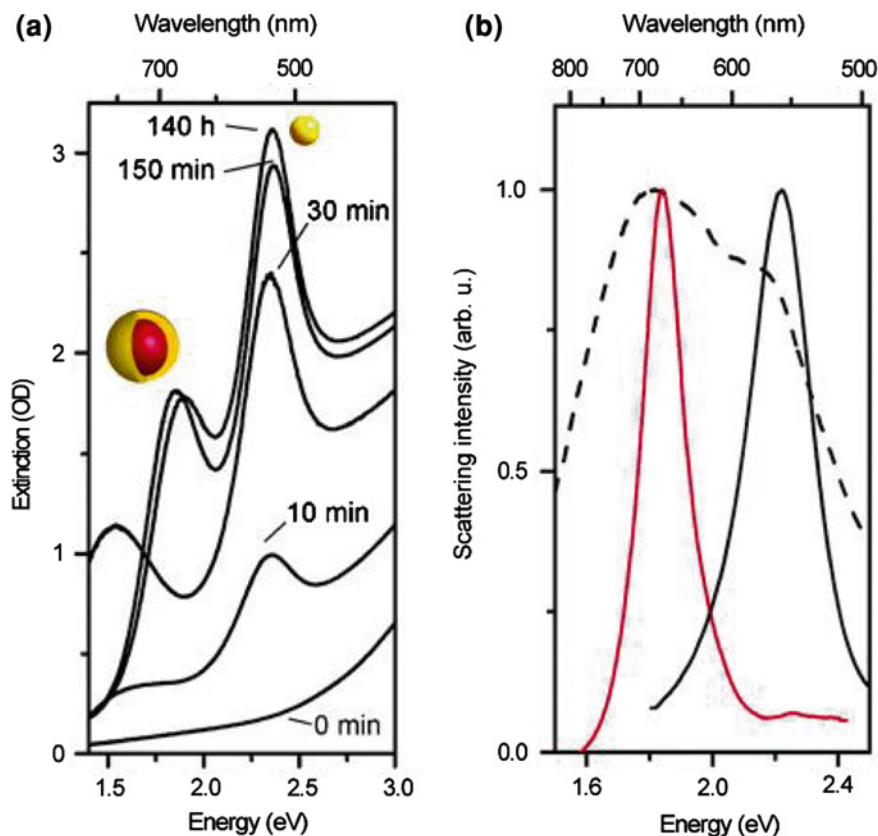 (a)
Wavelength (nm)
700 500
3
2
1
0
Extinction (OD)
140 h
150 min
30 min
10 min
0 min
1.5 2.0 2.5 3.0
Energy (eV)
(b)
Wavelength (nm)
800 700 600 500
1.0
0.5
0.0
Scattering intensity (arb. u.)
1.6 2.0 2.4
Energy (eV)